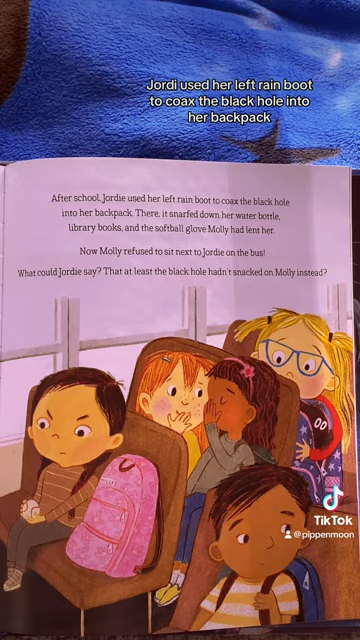 Jordi used her left rain boot
to coax the black hole into
her backpack
After school, Jordie used her left rain boot to coax the black hole
into her backpack. There, it snarfed down her water bottle,
library books, and the softball glove Molly had lent her.
Now Molly refused to sit next to Jordie on the bus!
What could Jordie say? That at least the black hole hadn't snacked on Molly instead?
00
TikTok
@pippenmoon